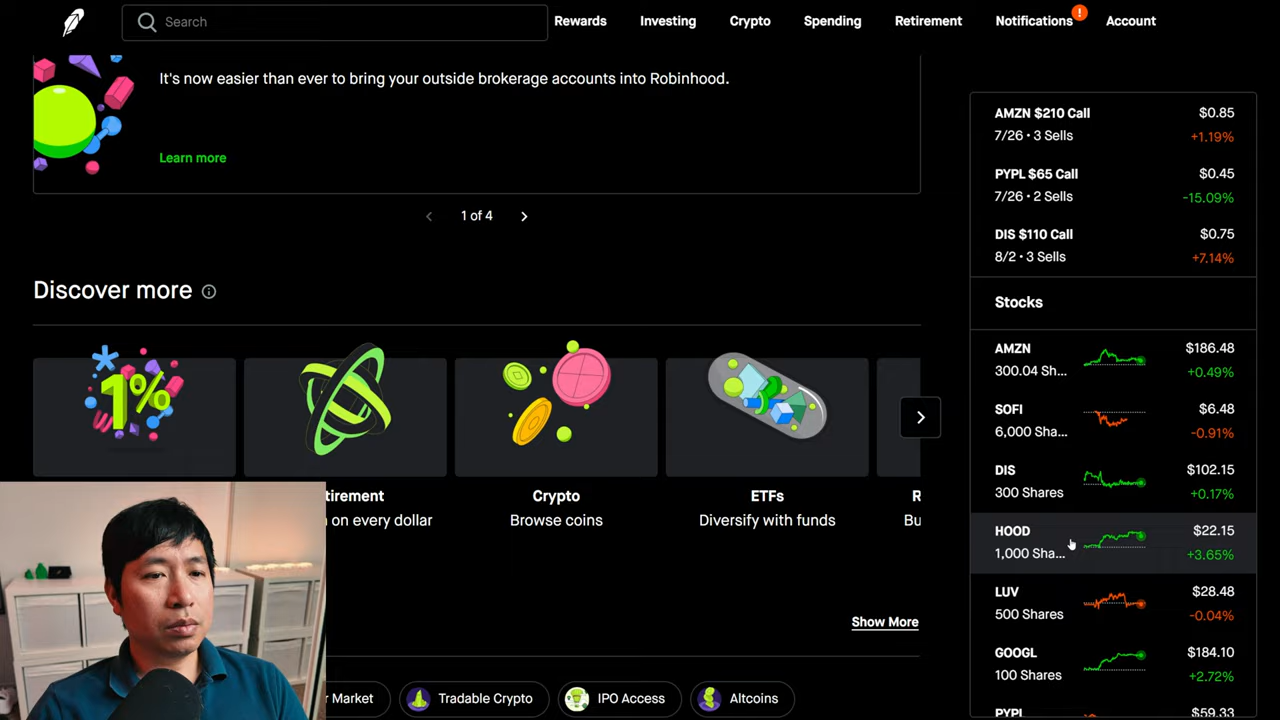 Search
Rewards
Investing
Crypto
Spending
Retirement
Notifications
!
Account
It's now easier than ever to bring your outside brokerage accounts into Robinhood.
Learn more
1 of 4
Discover more
1%
tirement
on every dollar
Crypto
Browse coins
ETFs
Diversify with funds
R
Bu
Show More
r Market
Tradable Crypto
IPO Access
Altcoins
AMZN $210 Call $0.85
7/26 • 3 Sells +1.19%
PYPL $65 Call $0.45
7/26 • 2 Sells -15.09%
DIS $110 Call $0.75
8/2 • 3 Sells +7.14%
Stocks
AMZN $186.48
300.04 Sh... +0.49%
SOFI $6.48
6,000 Sha... -0.91%
DIS $102.15
300 Shares +0.17%
HOOD $22.15
1,000 Sha... +3.65%
LUV $28.48
500 Shares -0.04%
GOOGL $184.10
100 Shares +2.72%
PYPL $59.33